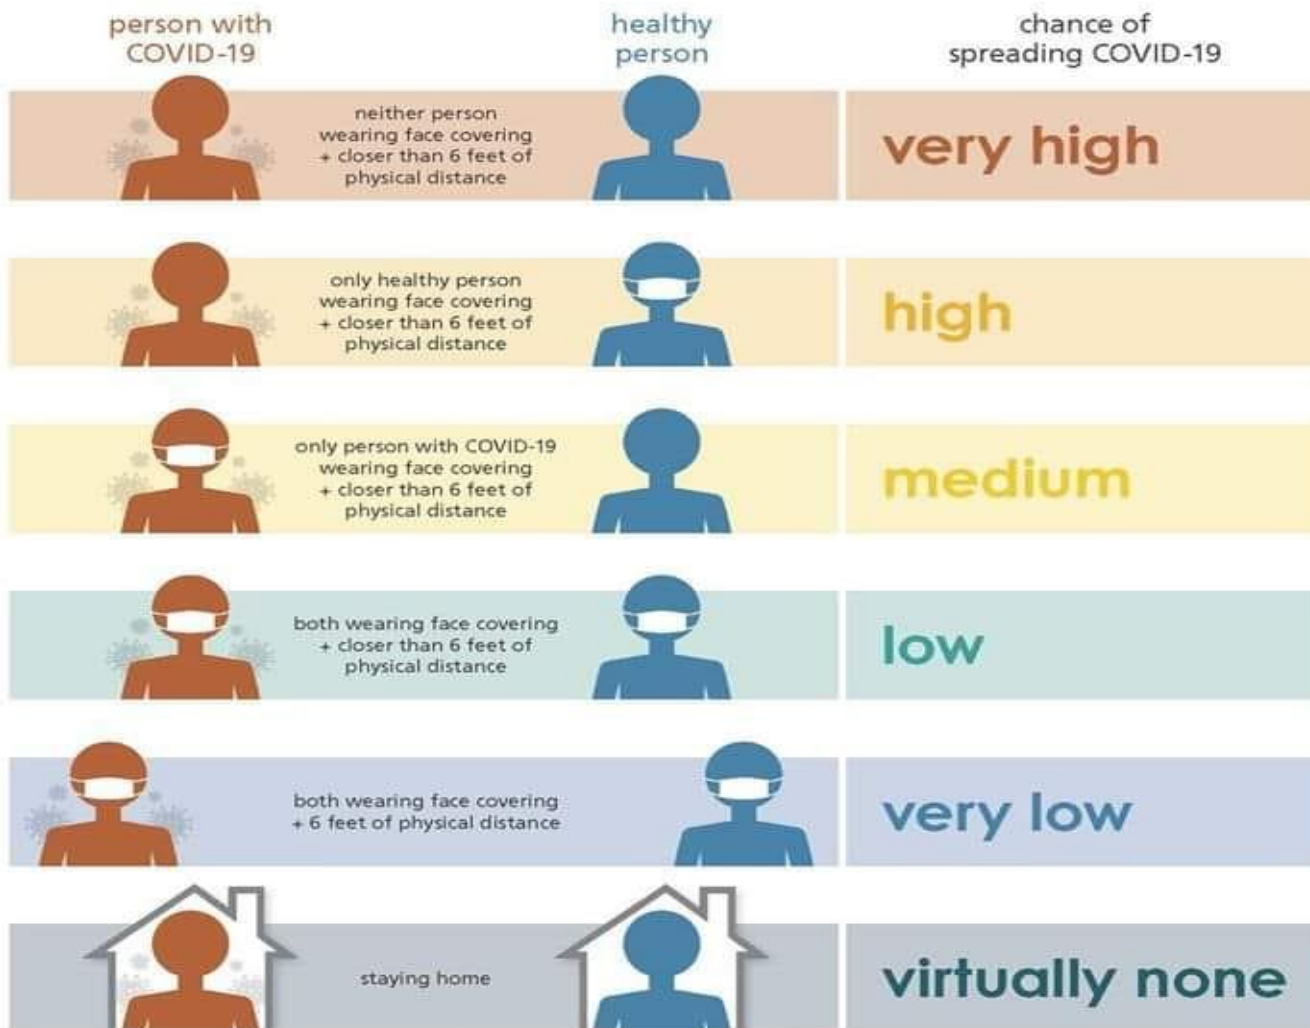 person with
COVID-19
healthy
person
chance of
spreading COVID-19
neither person
wearing face covering
+ closer than 6 feet of
physical distance
very high
only healthy person
wearing face covering
+ closer than 6 feet of
physical distance
high
only person with COVID-19
wearing face covering
+ closer than 6 feet of
physical distance
medium
both wearing face covering
+ closer than 6 feet of
physical distance
low
both wearing face covering
+ 6 feet of physical distance
very low
staying home
virtually none